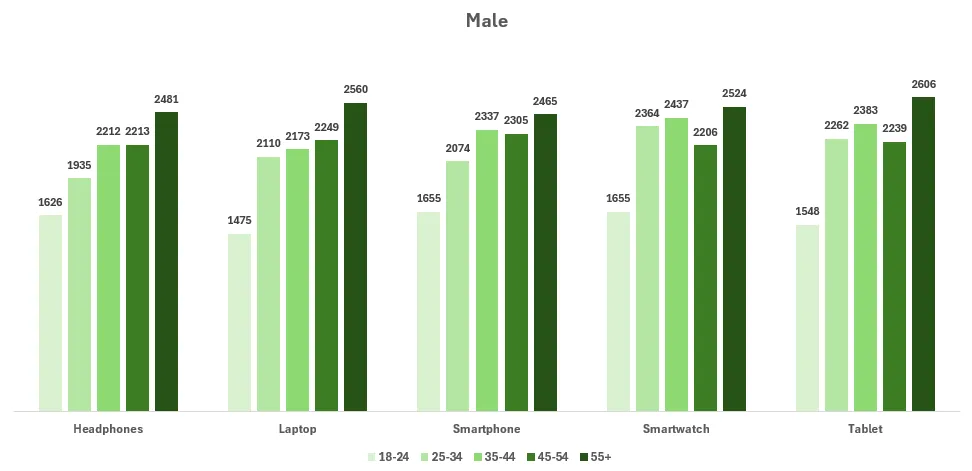 Male
1626 1935 2212 2213 2481
1475 2110 2173 2249 2560
1655 2074 2337 2305 2465
1655 2364 2437 2206 2524
1548 2262 2383 2239 2606
Headphones Laptop Smartphone Smartwatch Tablet
18-24 25-34 35-44 45-54 55+